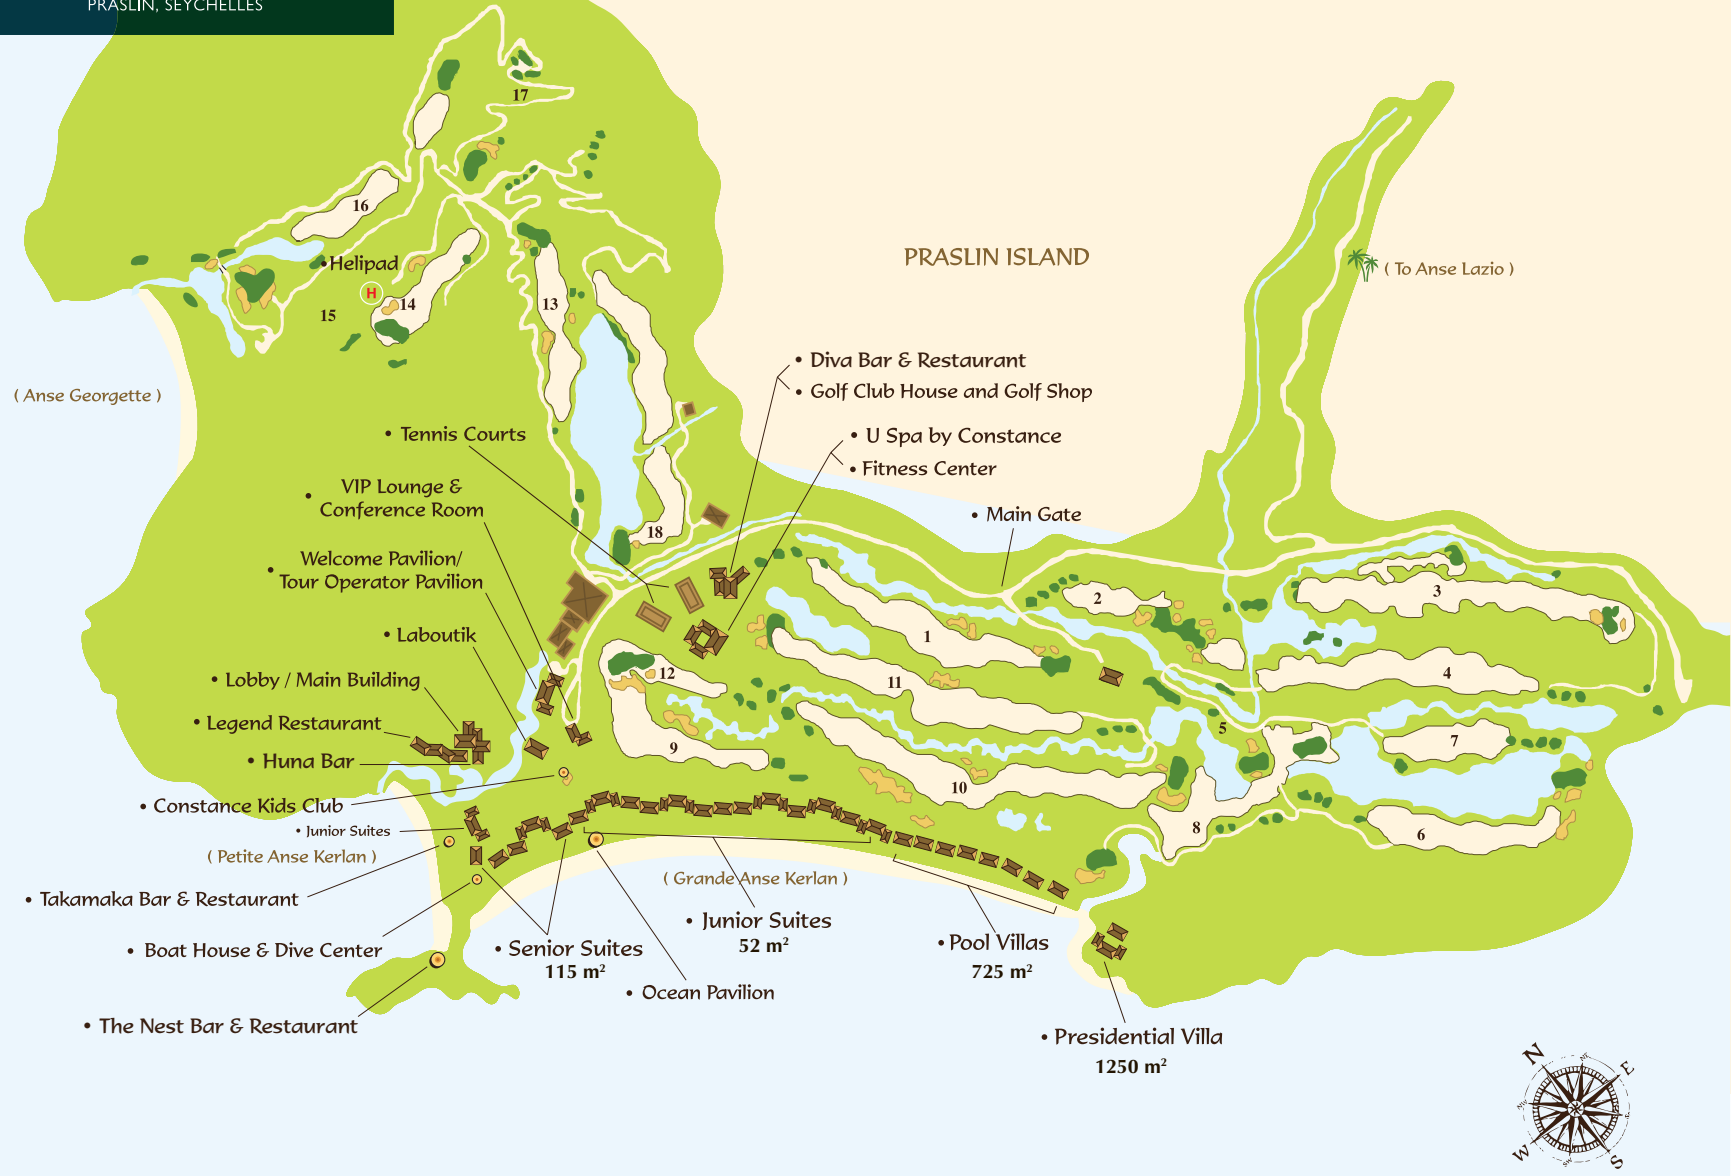 PRASLIN, SEYCHELLES
17
16
•Helipad
H
14
15
13
PRASLIN ISLAND
( To Anse Lazio )
( Anse Georgette )
• Diva Bar & Restaurant
• Golf Club House and Golf Shop
• Tennis Courts
• U Spa by Constance
• Fitness Center
• VIP Lounge &
Conference Room
• Main Gate
18
• Welcome Pavilion/
Tour Operator Pavilion
2
3
1
• Laboutik
12
11
4
• Lobby / Main Building
• Legend Restaurant
5
9
7
• Huna Bar
10
• Constance Kids Club
• Junior Suites
8
6
( Petite Anse Kerlan )
( Grande Anse Kerlan )
• Takamaka Bar & Restaurant
• Junior Suites
52 m²
• Boat House & Dive Center
• Senior Suites
115 m²
• Pool Villas
725 m²
• Ocean Pavilion
• The Nest Bar & Restaurant
• Presidential Villa
1250 m²
N
E
W
S